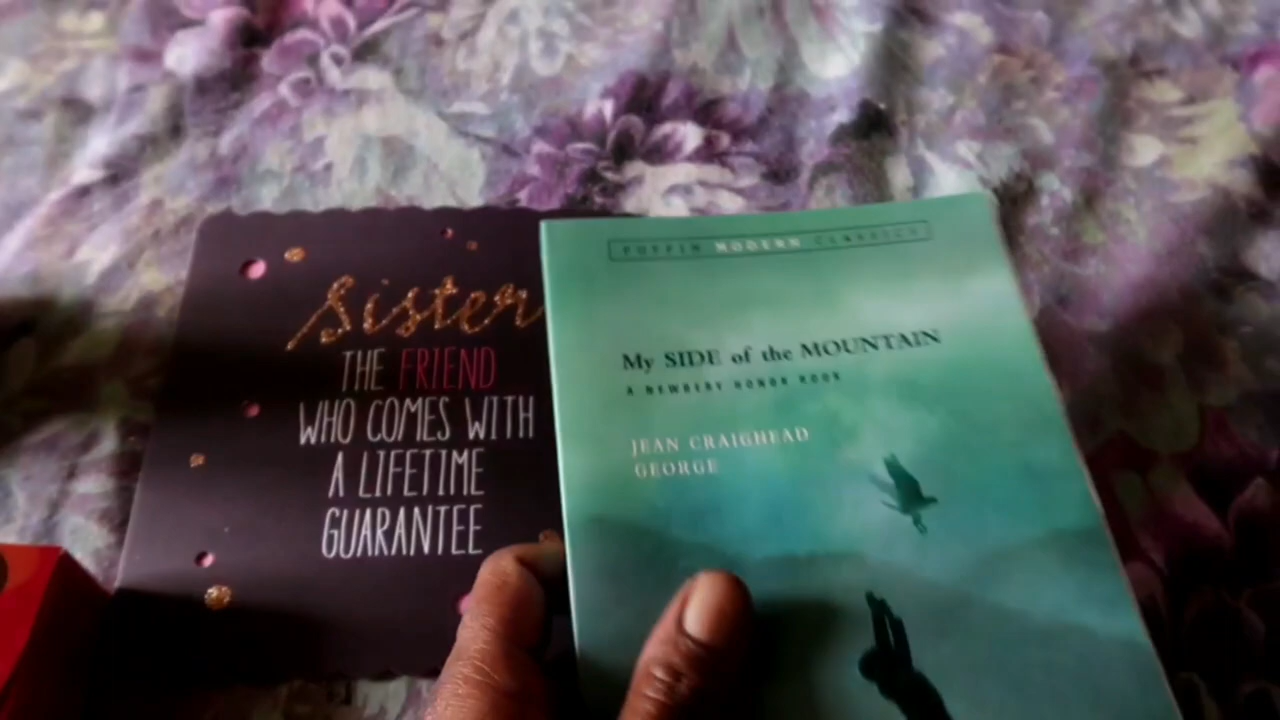 Sister
THE FRIEND
WHO COMES WITH
A LIFETIME
GUARANTEE
PUFFIN MODERN CLASSICS
My SIDE of the MOUNTAIN
A NEWBERY HONOR BOOK
JEAN CRAIGHEAD
GEORGE